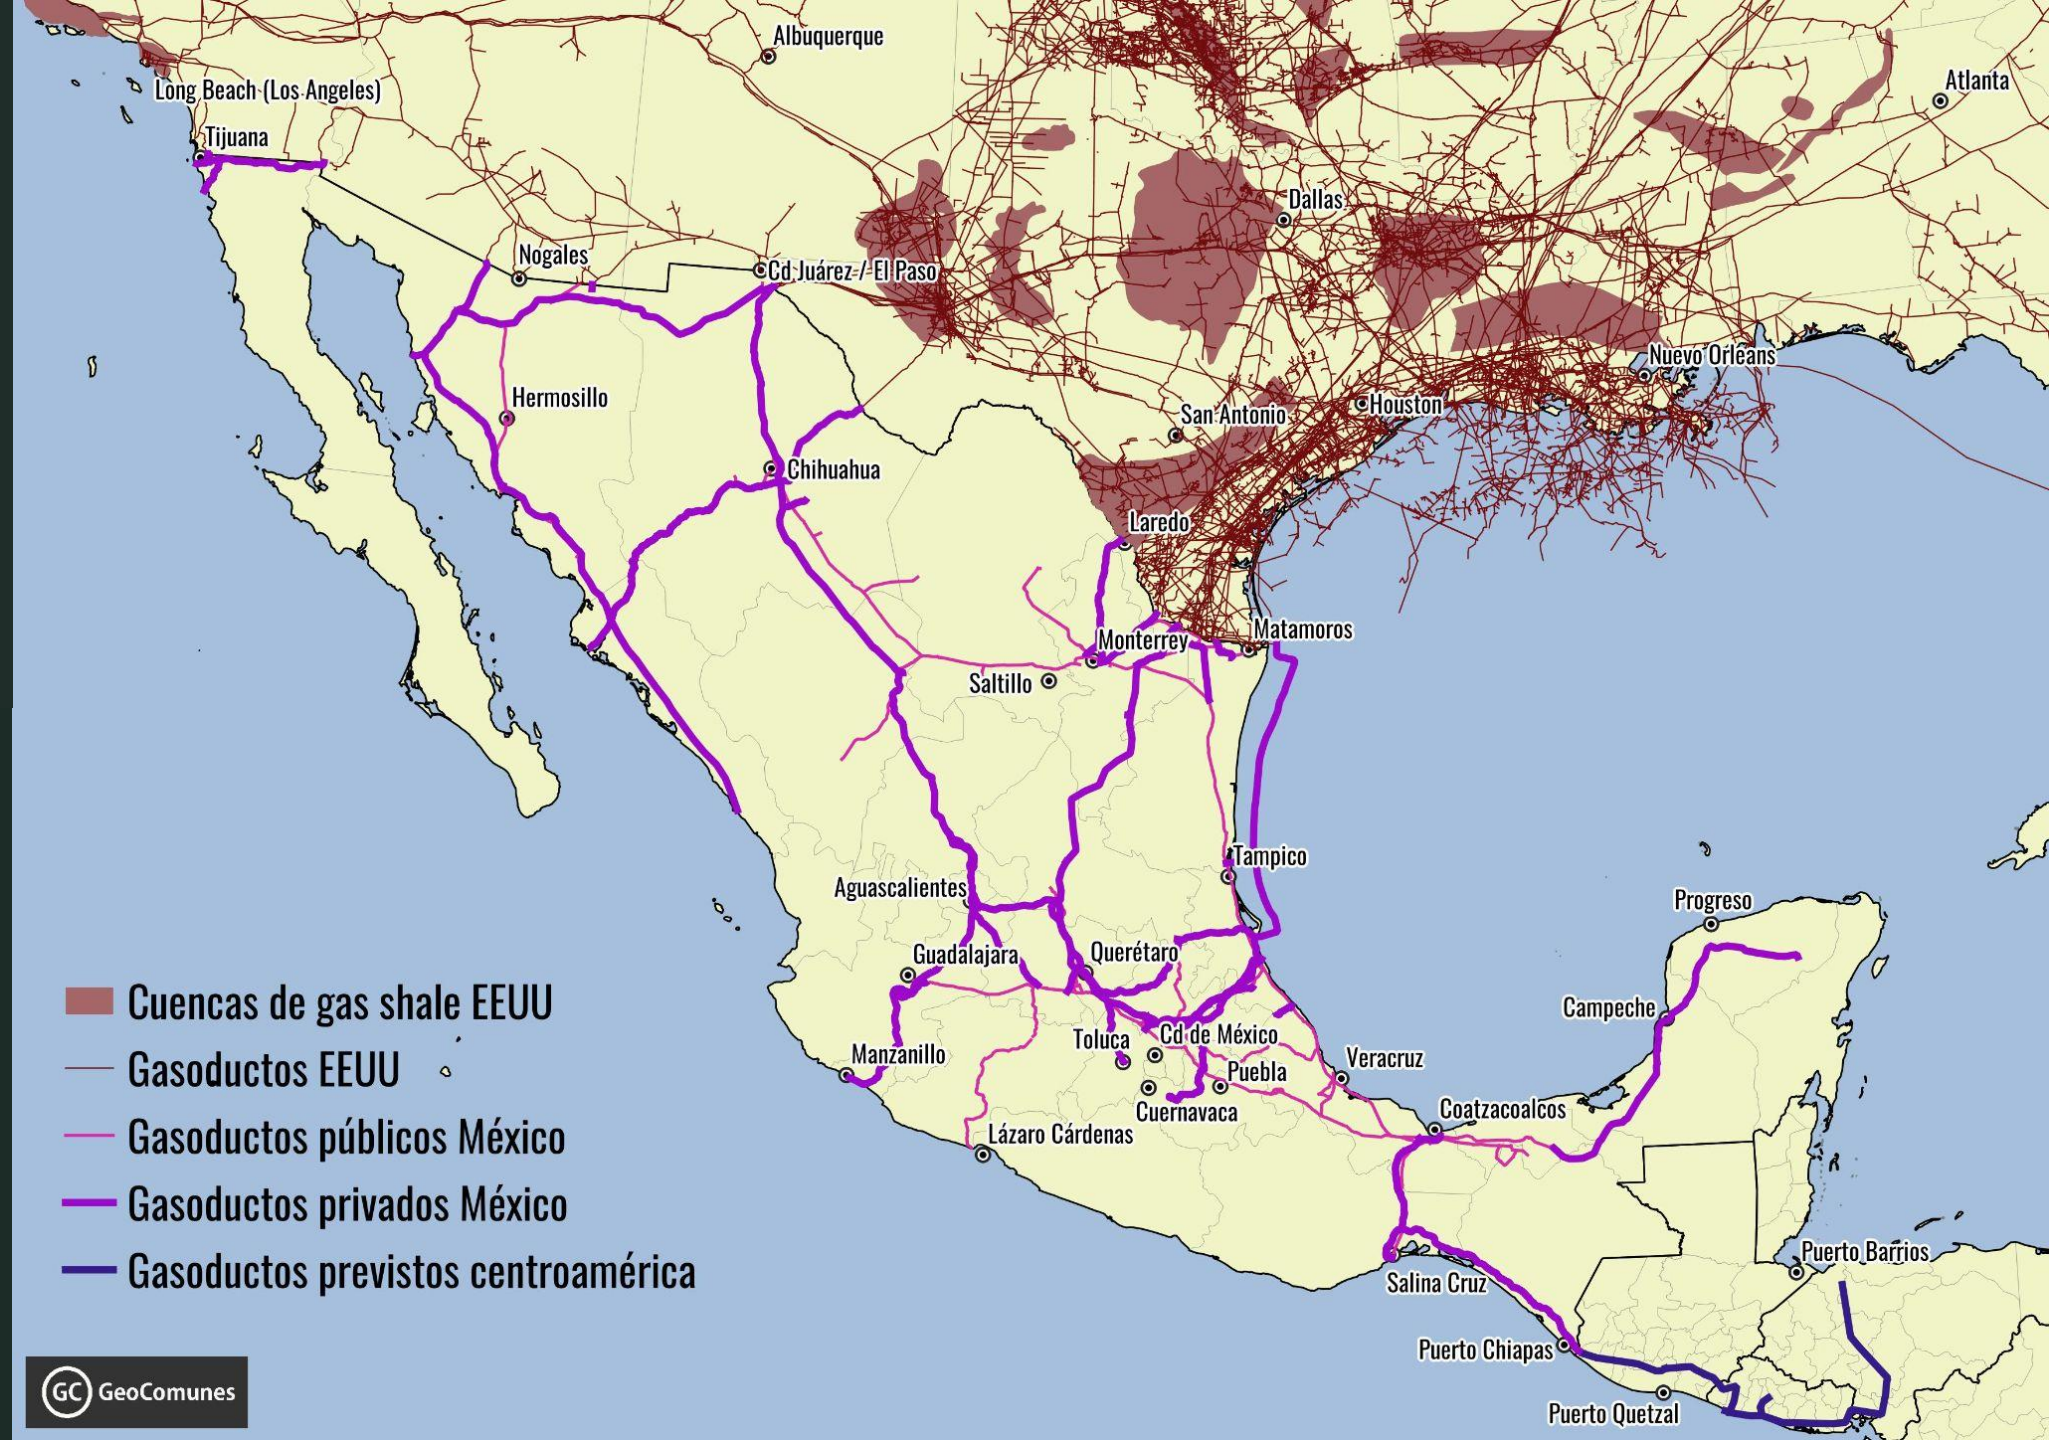 Albuquerque
Atlanta
Long Beach (Los Angeles)
Tijuana
Dallas
Nogales
Cd Juárez / El Paso
Nuevo Orleans
Hermosillo
San Antonio
Houston
Chihuahua
Laredo
Monterrey
Matamoros
Saltillo
Tampico
Aguascalientes
Progreso
Guadalajara
Querétaro
Campeche
Cuencas de gas shale EEUU
Toluca
Cd de México
Manzanillo
Veracruz
Gasoductos EEUU
Puebla
Cuernavaca
Coatzacoalcos
Gasoductos públicos México
Lázaro Cárdenas
Gasoductos privados México
Puerto Barrios
Gasoductos previstos centroamérica
Salina Cruz
Puerto Chiapas
GC GeoComunes
Puerto Quetzal